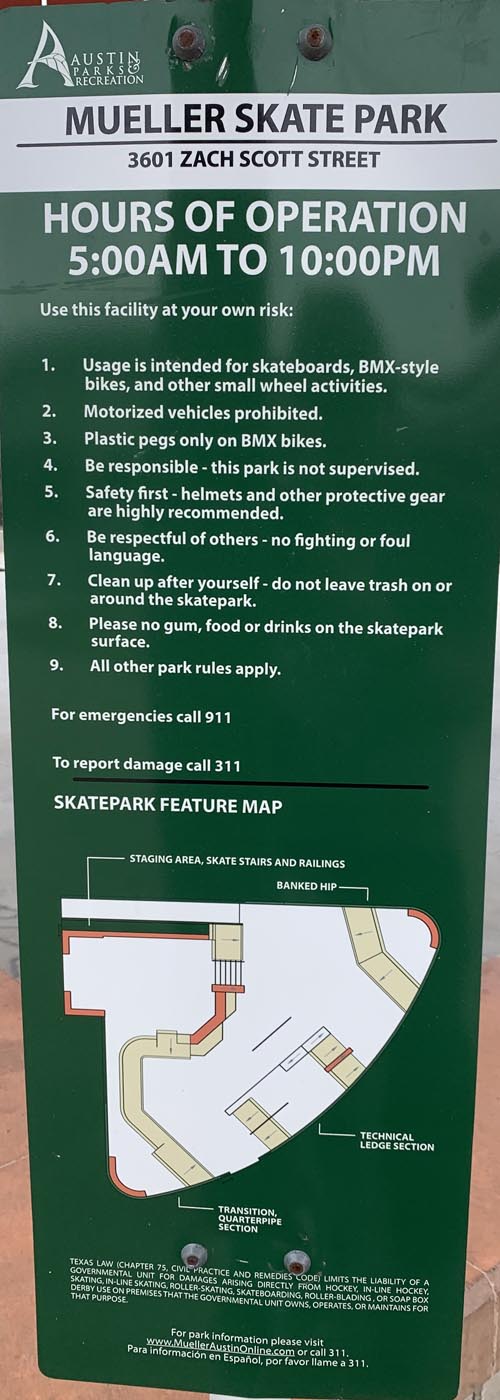 AUSTIN
PARKS &
RECREATION
MUELLER SKATE PARK
3601 ZACH SCOTT STREET
HOURS OF OPERATION
5:00AM TO 10:00PM
Use this facility at your own risk:
1. Usage is intended for skateboards, BMX-style
bikes, and other small wheel activities.
2. Motorized vehicles prohibited.
3. Plastic pegs only on BMX bikes.
4. Be responsible - this park is not supervised.
5. Safety first - helmets and other protective gear
are highly recommended.
6. Be respectful of others - no fighting or foul
language.
7. Clean up after yourself - do not leave trash on or
around the skatepark.
8. Please no gum, food or drinks on the skatepark
surface.
9. All other park rules apply.
For emergencies call 911
To report damage call 311
SKATEPARK FEATURE MAP
STAGING AREA, SKATE STAIRS AND RAILINGS
BANKED HIP
TECHNICAL
LEDGE SECTION
TRANSITION,
QUARTERPIPE
SECTION
TEXAS LAW (CHAPTER 75, CIVIL PRACTICE AND REMEDIES CODE) LIMITS THE LIABILITY OF A
GOVERNMENTAL UNIT FOR DAMAGES ARISING DIRECTLY FROM HOCKEY, IN-LINE HOCKEY,
SKATING, IN-LINE SKATING, ROLLER-SKATING, SKATEBOARDING, ROLLER-BLADING, OR SOAP BOX
DERBY USE ON PREMISES THAT THE GOVERNMENTAL UNIT OWNS, OPERATES, OR MAINTAINS FOR
THAT PURPOSE.
For park information please visit
www.MuellerAustinOnline.com or call 311.
Para información en Español, por favor llame a 311.